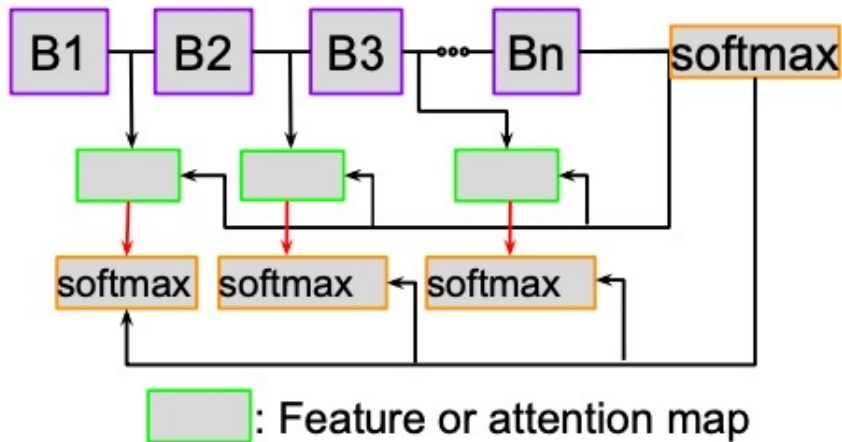 B1 B2 B3 Bn softmax
softmax softmax softmax
: Feature or attention map